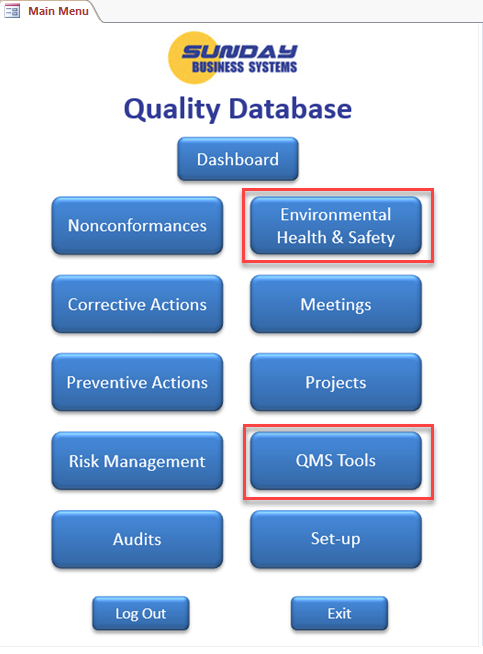 Main Menu
SUNDAY
BUSINESS SYSTEMS
Quality Database
Dashboard
Nonconformances
Environmental
Health & Safety
Corrective Actions
Meetings
Preventive Actions
Projects
Risk Management
QMS Tools
Audits
Set-up
Log Out
Exit